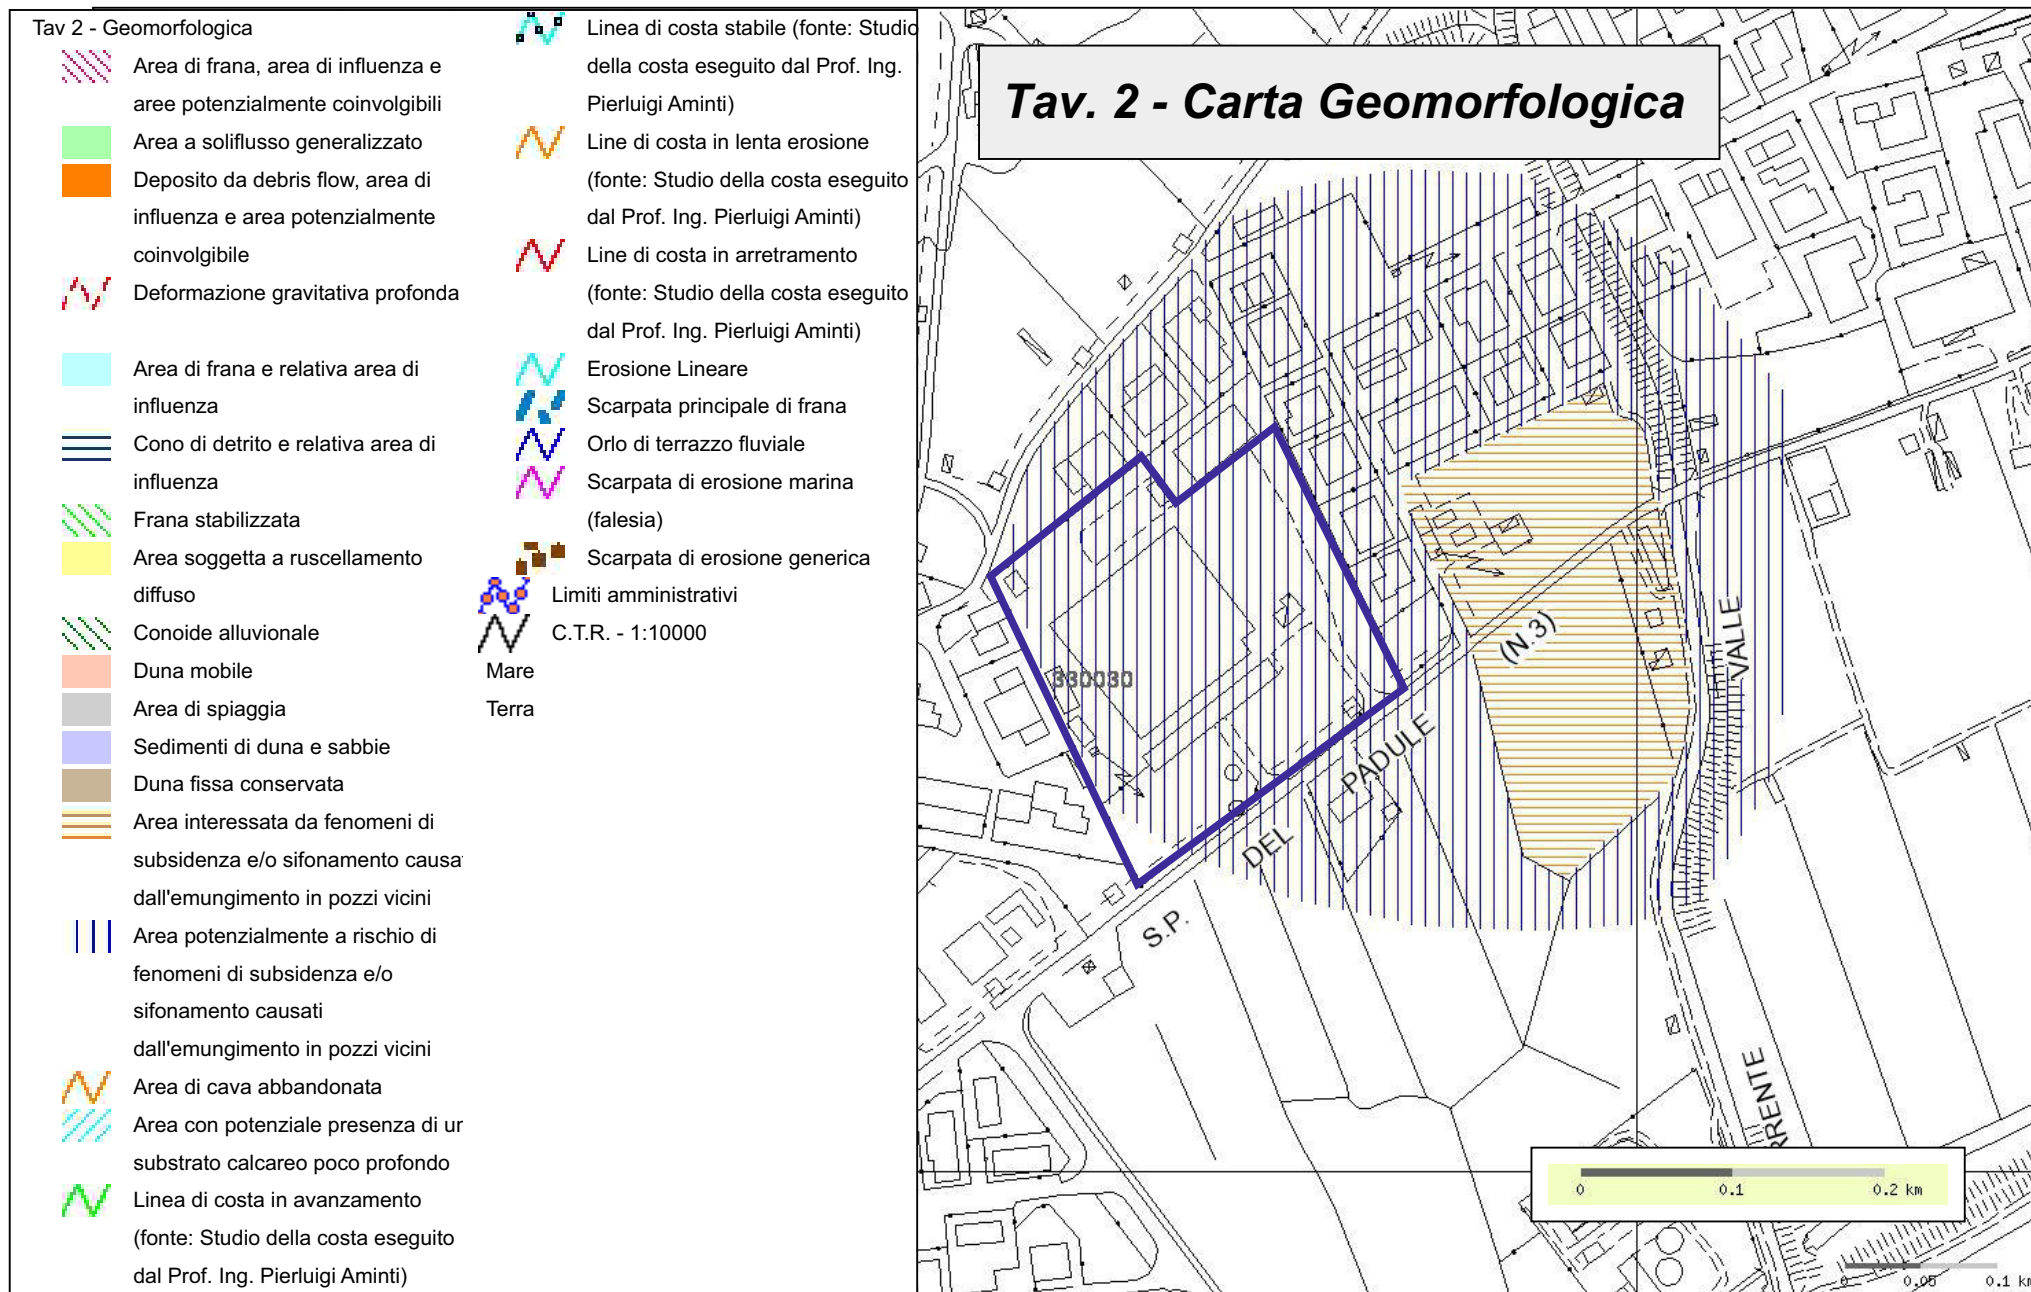 Tav 2 - Geomorfologica
Area di frana, area di influenza e
aree potenzialmente coinvolgibili
Area a soliflusso generalizzato
Deposito da debris flow, area di
influenza e area potenzialmente
coinvolgibile
Deformazione gravitativa profonda
Area di frana e relativa area di
influenza
Cono di detrito e relativa area di
influenza
Frana stabilizzata
Area soggetta a ruscellamento
diffuso
Conoide alluvionale
Duna mobile
Area di spiaggia
Sedimenti di duna e sabbie
Duna fissa conservata
Area interessata da fenomeni di
subsidenza e/o sifonamento causa
dall'emungimento in pozzi vicini
Area potenzialmente a rischio di
fenomeni di subsidenza e/o
sifonamento causati
dall'emungimento in pozzi vicini
Area di cava abbandonata
Area con potenziale presenza di ur
substrato calcareo poco profondo
Linea di costa in avanzamento
(fonte: Studio della costa eseguito
dal Prof. Ing. Pierluigi Aminti)
Linea di costa stabile (fonte: Studio
della costa eseguito dal Prof. Ing.
Pierluigi Aminti)
Line di costa in lenta erosione
(fonte: Studio della costa eseguito
dal Prof. Ing. Pierluigi Aminti)
Line di costa in arretramento
(fonte: Studio della costa eseguito
dal Prof. Ing. Pierluigi Aminti)
Erosione Lineare
Scarpata principale di frana
Orlo di terrazzo fluviale
Scarpata di erosione marina
(falesia)
Scarpata di erosione generica
Limiti amministrativi
C.T.R. - 1:10000
Mare
Terra
Tav. 2 - Carta Geomorfologica
330030
S.P. DEL PADULE (N.3)
VALLE
RRENTE
0 0.1 0.2 km
0 0.05 0.1 km